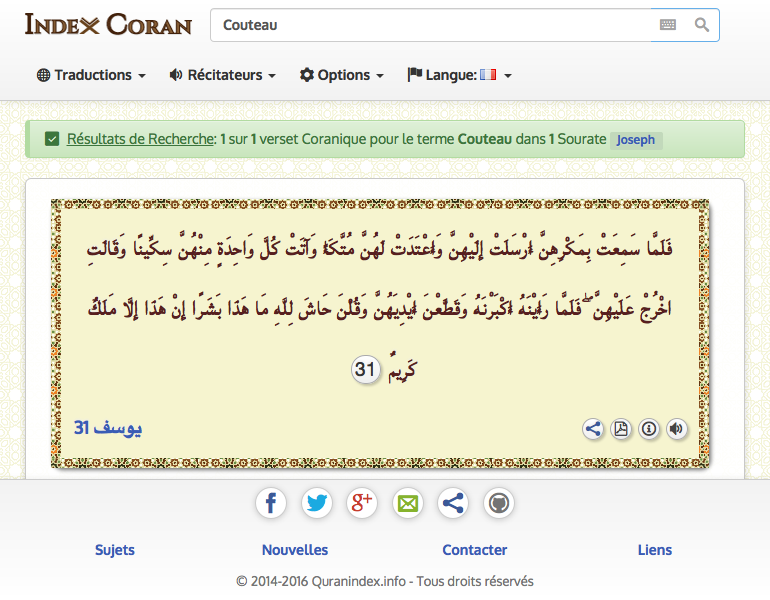 Index Coran
Couteau
Traductions
Récitateurs
Options
Langue:
Résultats de Recherche: 1 sur 1 verset Coranique pour le terme Couteau dans 1 Sourate Joseph
فَلَمَّا سَمِعَتْ بِمَكْرِهِنَّ أَرْسَلَتْ إِلَيْهِنَّ وَأَعْتَدَتْ لَهُنَّ مُتَّكَأً وَآتَتْ كُلَّ وَاحِدَةٍ مِنْهُنَّ سِكِّينًا وَقَالَتِ
اخْرُجْ عَلَيْهِنَّ ۖ فَلَمَّا رَأَيْنَهُ أَكْبَرْنَهُ وَقَطَّعْنَ أَيْدِيَهُنَّ وَقُلْنَ حَاشَ لِلَّهِ مَا هَٰذَا بَشَرًا إِنْ هَٰذَا إِلَّا مَلَكٌ
كَرِيمٌ 31
يوسف 31
Sujets
Nouvelles
Contacter
Liens
© 2014-2016 Quranindex.info - Tous droits réservés